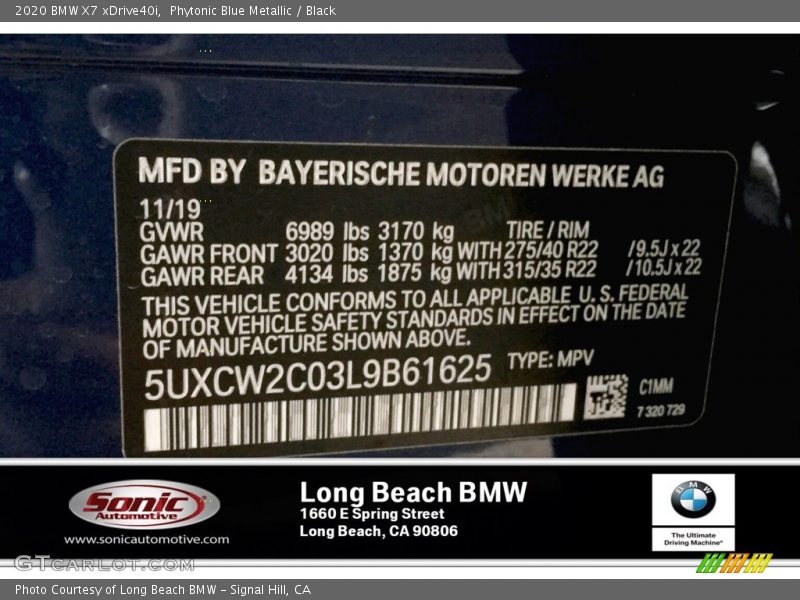 2020 BMW X7 xDrive40i, Phytonic Blue Metallic / Black
MFD BY BAYERISCHE MOTOREN WERKE AG
11/19
GVWR 6989 lbs 3170 kg TIRE / RIM
GAWR FRONT 3020 lbs 1370 kg WITH 275/40 R22 /9.5J x 22
GAWR REAR 4134 lbs 1875 kg WITH 315/35 R22 /10.5J x 22
THIS VEHICLE CONFORMS TO ALL APPLICABLE U. S. FEDERAL
MOTOR VEHICLE SAFETY STANDARDS IN EFFECT ON THE DATE
OF MANUFACTURE SHOWN ABOVE.
5UXCW2C03L9B61625 TYPE: MPV
C1MM
7 320 729
Sonic
Automotive
www.sonicautomotive.com
Long Beach BMW
1660 E Spring Street
Long Beach, CA 90806
BMW
The Ultimate
Driving Machine®
GTcarlot.com
Photo Courtesy of Long Beach BMW – Signal Hill, CA